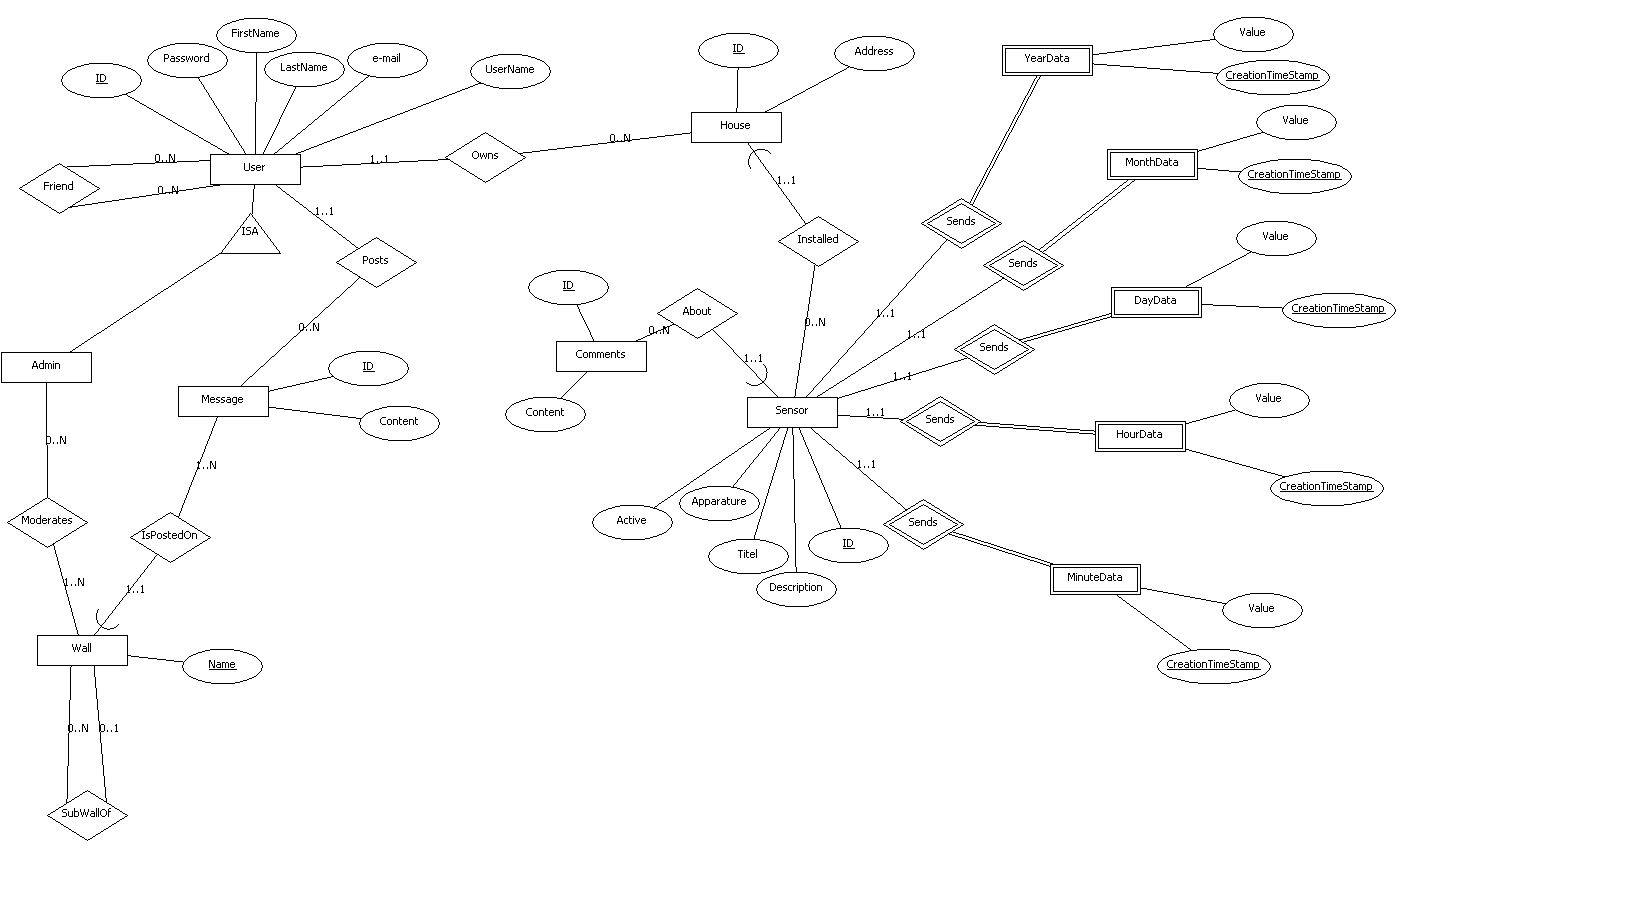 FirstName
Password
LastName
e-mail
ID
UserName
ID
Address
YearData
Value
CreationTimeStamp
Value
MonthData
CreationTimeStamp
House
0..N
Owns
1..1
User
0..N
0..N
Friend
1..1
1..1
ISA
Posts
Installed
Sends
Sends
Value
DayData
CreationTimeStamp
ID
About
0..N
1..1
0..N
0..N
1..1
Sends
Comments
1..1
1..1
Admin
ID
Message
Content
Content
Sensor
1..1
Sends
Value
HourData
CreationTimeStamp
0..N
1..N
1..1
Apparature
Active
Titel
ID
Description
Moderates
IsPostedOn
Sends
MinuteData
Value
CreationTimeStamp
1..N
1..1
Wall
Name
0..N
0..1
SubWallOf